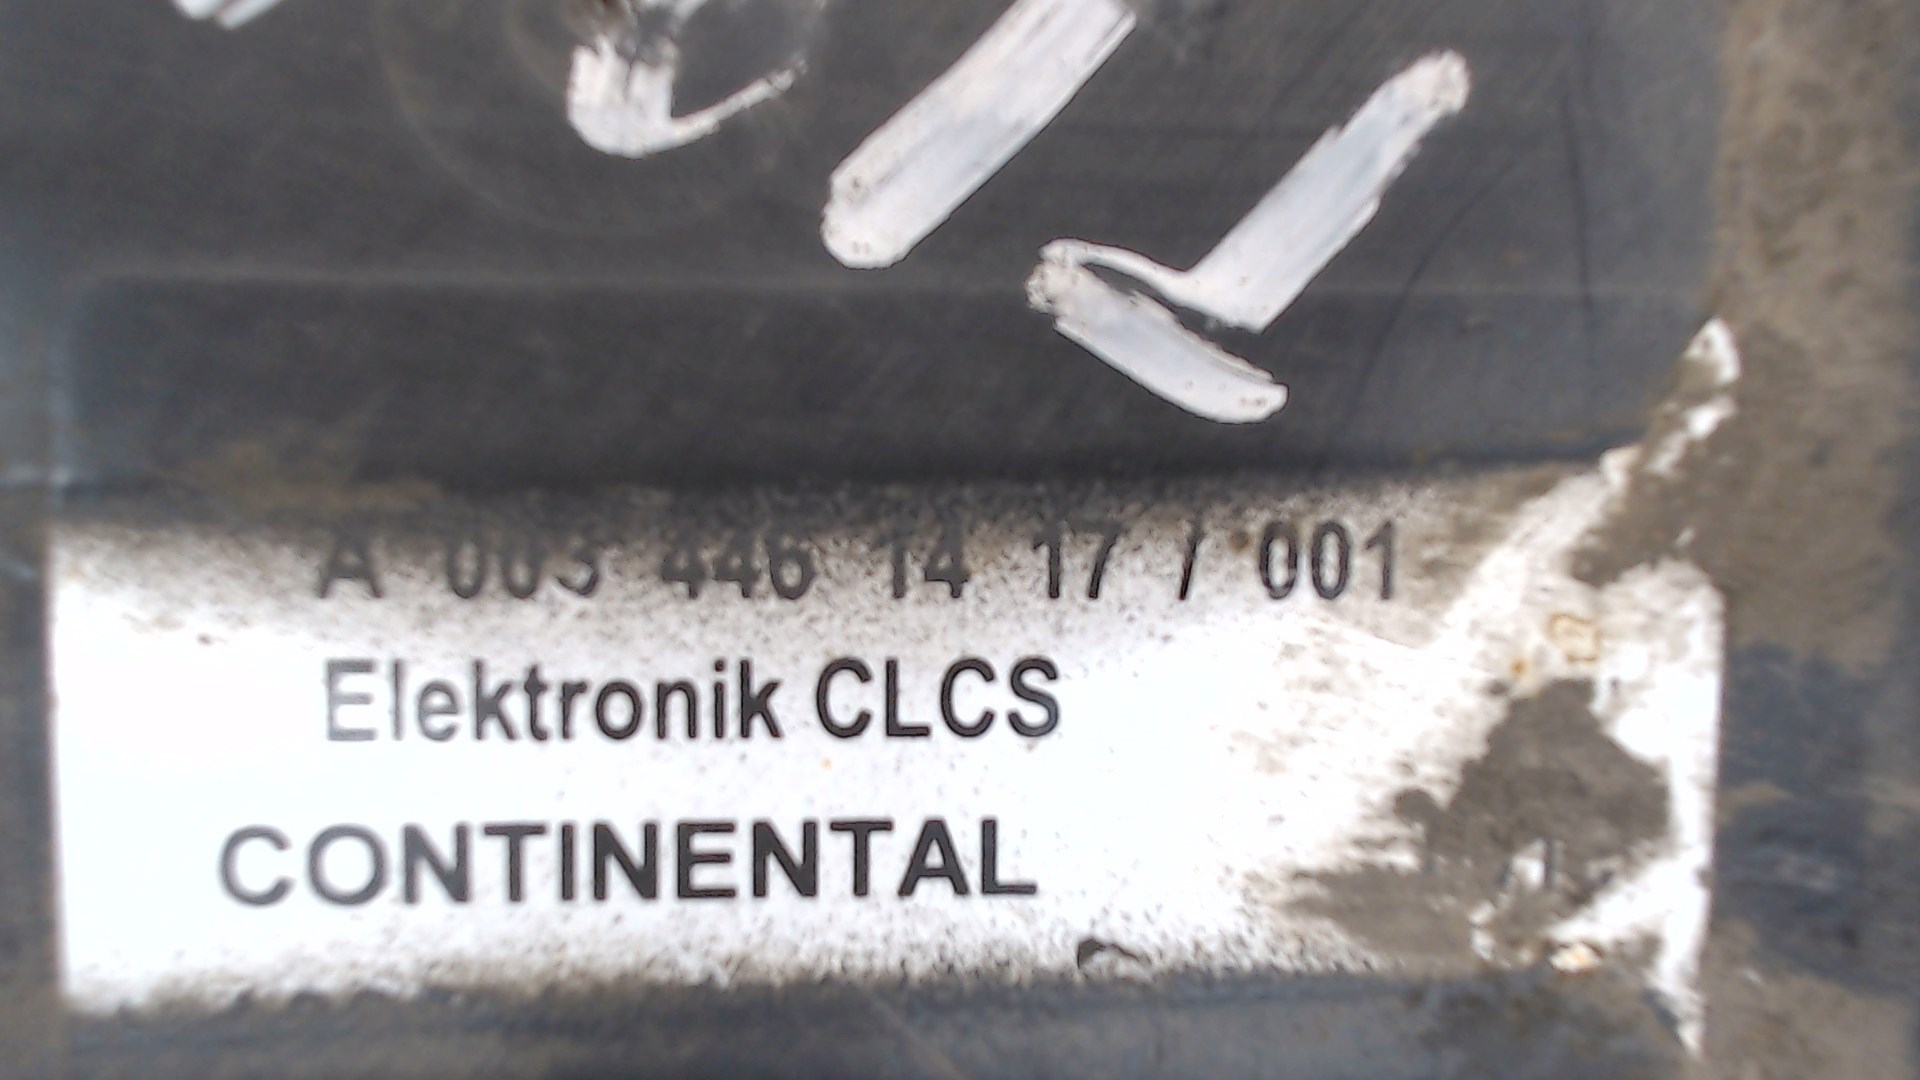 A 003 446 14 17 / 001
Elektronik CLCS
CONTINENTAL